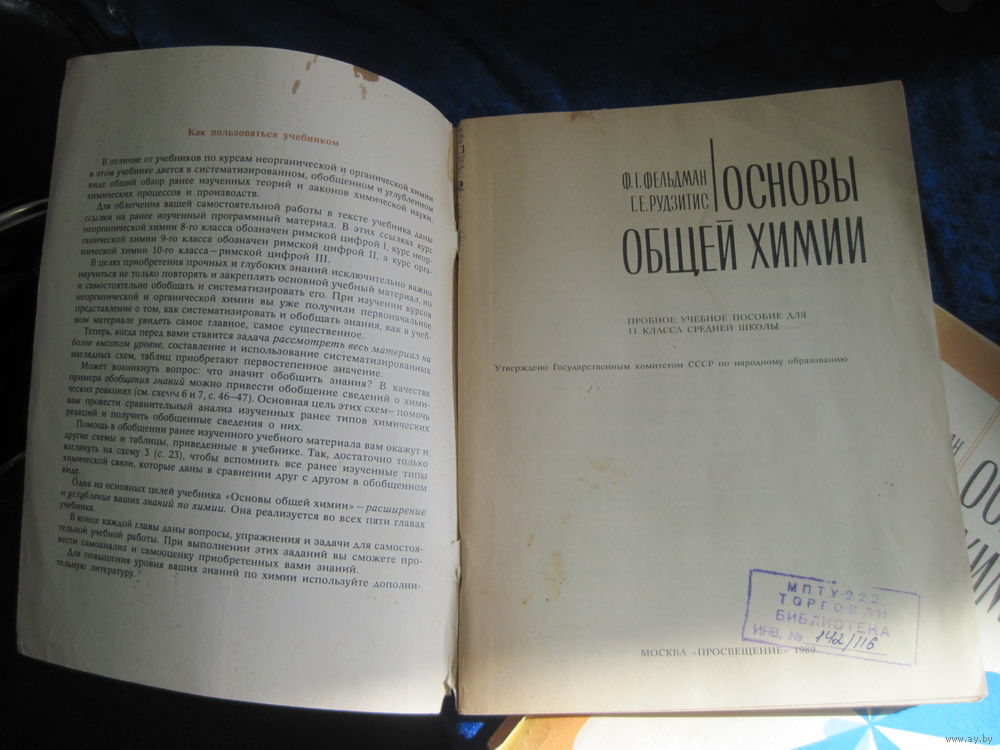 Как пользоваться учебником
В отличие от учебников по курсам неорганической и органической химии
в этом учебнике дается в систематизированном, обобщенном и углубленном
виде общий обзор ранее изученных теорий и законов химической науки,
химических процессов и производств.
Для облегчения вашей самостоятельной работы в тексте учебника даны
ссылки на ранее изученный программный материал. В этих ссылках курс
неорганической химии 8-го класса обозначен римской цифрой I, курс неор-
ганической химии 9-го класса обозначен римской цифрой II, а курс орга-
нической химии 10-го класса – римской цифрой III.
В целях приобретения прочных и глубоких знаний исключительно важно
научиться не только повторять и закреплять основной учебный материал, но
и самостоятельно обобщать и систематизировать его. При изучении курсов
неорганической и органической химии вы уже получили первоначальное
представление о том, как систематизировать и обобщать знания, как в учеб-
ном материале увидеть самое главное, самое существенное.
Теперь, когда перед вами ставится задача рассмотреть весь материал на
более высоком уровне, составление и использование систематизированных
наглядных схем, таблиц приобретают первостепенное значение.
Может возникнуть вопрос: что значит обобщить знания? В качестве
примера обобщения знаний можно привести обобщение сведений о хими-
ческих реакциях (см. схемы 6 и 7, с. 46–47). Основная цель этих схем – помочь
вам провести сравнительный анализ изученных ранее типов химических
реакций и получить обобщенные сведения о них.
Помощь в обобщении ранее изученного учебного материала вам окажут и
другие схемы и таблицы, приведенные в учебнике. Так, достаточно только
взглянуть на схему 3 (с. 23), чтобы вспомнить все ранее изученные типы
химической связи, которые даны в сравнении друг с другом в обобщенном
виде.
Одна из основных целей учебника «Основы общей химии» – расширение
и углубление ваших знаний по химии. Она реализуется во всех пяти главах
учебника.
В конце каждой главы даны вопросы, упражнения и задачи для самостоя-
тельной учебной работы. При выполнении этих заданий вы сможете про-
вести самоанализ и самооценку приобретенных вами знаний.
Для повышения уровня ваших знаний по химии используйте дополни-
тельную литературу.
Ф. Г. ФЕЛЬДМАН
Г. Е. РУДЗИТИС
ОСНОВЫ
ОБЩЕЙ ХИМИИ
ПРОБНОЕ УЧЕБНОЕ ПОСОБИЕ ДЛЯ
11 КЛАССА СРЕДНЕЙ ШКОЛЫ
Утверждено Государственным комитетом СССР по народному образованию
МПТУ-222
ТОРГОВЛИ
БИБЛИОТЕКА
ИНВ. № 142/116
МОСКВА «ПРОСВЕЩЕНИЕ» 1989
www.ay.by